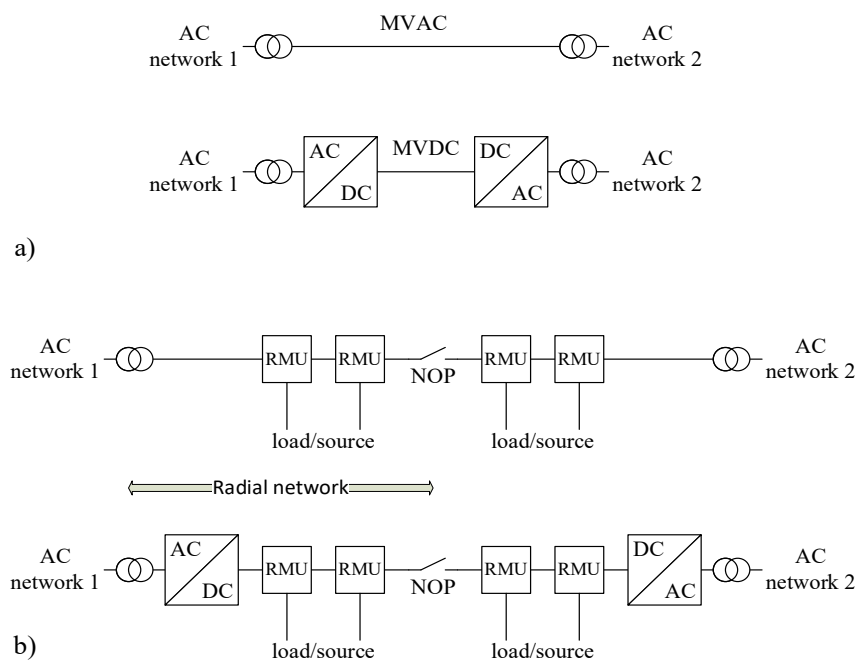 MVAC
AC
network 1
AC
network 2
AC
network 1
AC
DC
MVDC
DC
AC
AC
network 2
a)
AC
network 1
RMU
RMU
NOP
RMU
RMU
AC
network 2
load/source
load/source
Radial network
AC
network 1
AC
DC
RMU
RMU
NOP
RMU
RMU
DC
AC
AC
network 2
load/source
load/source
b)